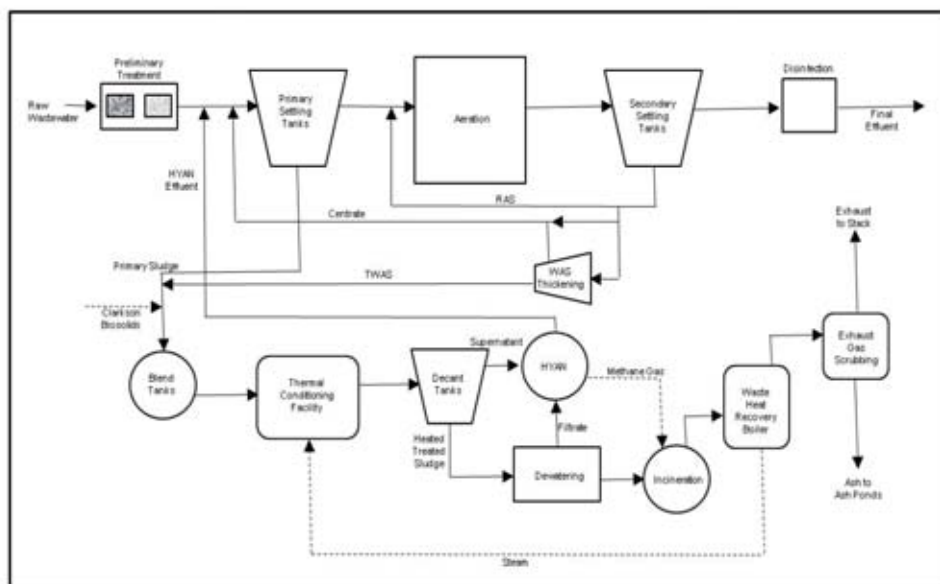 Preliminary
Treatment
Raw
Wastewater
Primary
Settling
Tanks
Aeration
Secondary
Settling
Tanks
Disinfection
Final
Effluent
HYAN
Effluent
RAS
Centrate
Exhaust
to Stack
Primary Sludge
TWAS
WAS
Thickening
Clarkson
Biosolids
Blend
Tanks
Thermal
Conditioning
Facility
Decant
Tanks
Supernatant
HYAN
Methane Gas
Waste
Heat
Recovery
Boiler
Exhaust
Gas
Scrubbing
Heated
Treated
Sludge
Filtrate
Dewatering
Incineration
Ash to
Ash Ponds
Steam